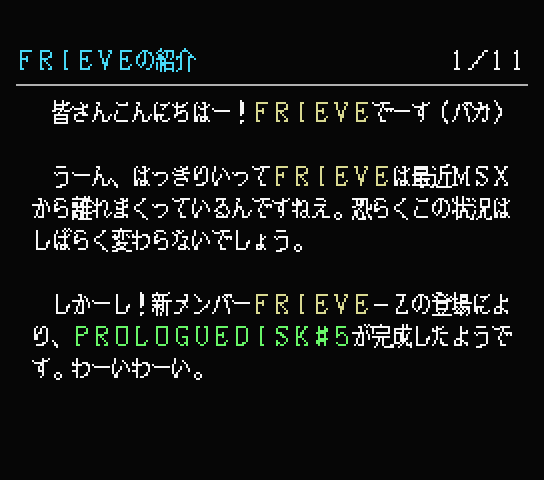 FRIEVEの紹介 1/11
皆さんこんにちはー!FRIEVEでーす(バカ)
うーん、はっきりいってFRIEVEは最近MSX
から離れまくっているんですねえ。恐らくこの状況は
しばらく変わらないでしょう。
しかーし!新メンバーFRIEVE－Zの登場によ
り、PROLOGUEDISK#5が完成したようで
す。わーいわーい。